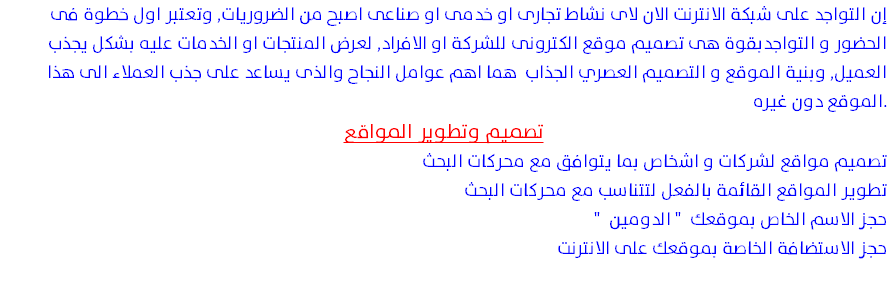 إن التواجد على شبكة الانترنت الان لاى نشاط تجارى او خدمى او صناعى اصبح من الضروريات, وتعتبر اول خطوة فى
الحضور و التواجدبقوة هى تصميم موقع الكترونى للشركة او الافراد, لعرض المنتجات او الخدمات عليه بشكل يجذب
العميل, وبنية الموقع و التصميم العصري الجذاب هما اهم عوامل النجاح والذى يساعد على جذب العملاء الى هذا
الموقع دون غيره.
تصميم وتطوير المواقع
تصميم مواقع لشركات و اشخاص بما يتوافق مع محركات البحث
تطوير المواقع القائمة بالفعل لتتناسب مع محركات البحث
حجز الاسم الخاص بموقعك " الدومين "
حجز الاستضافة الخاصة بموقعك على الانترنت